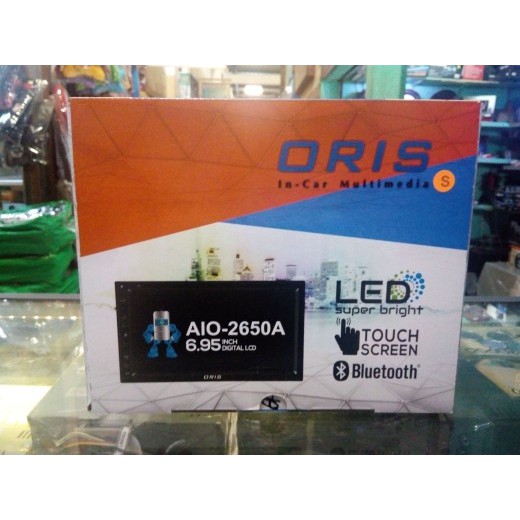 ORIS
In-Car Multimedia
S
LED
super bright
AIO-2650A
6.95 INCH DIGITAL LCD
TOUCH
SCREEN
Bluetooth®
ORIS